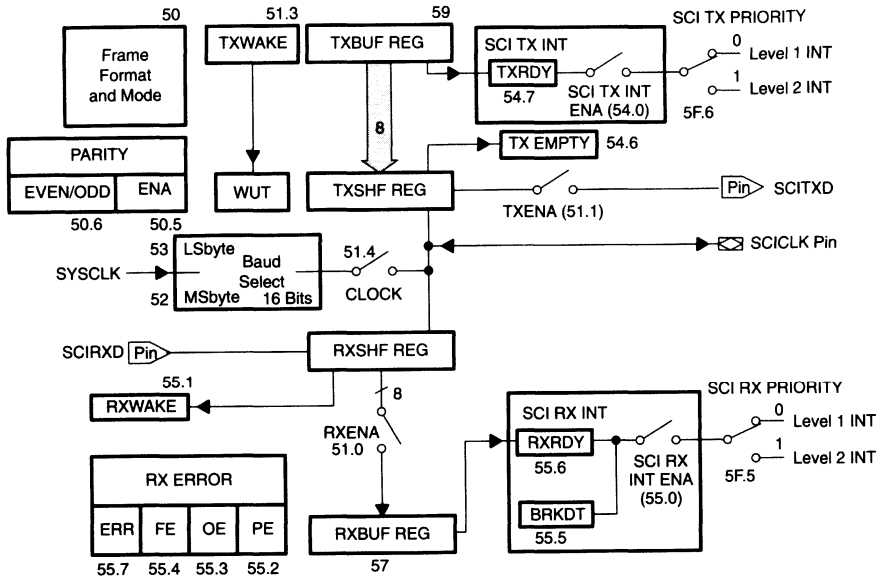 50
Frame
Format
and Mode
51.3
TXWAKE
59
TXBUF REG
SCI TX INT
TXRDY
54.7
SCI TX INT
ENA (54.0)
SCI TX PRIORITY
0
Level 1 INT
1
Level 2 INT
5F.6
8
TX EMPTY
54.6
PARITY
EVEN/ODD
ENA
50.6
50.5
WUT
TXSHF REG
TXENA (51.1)
Pin
SCITXD
53
LSbyte
Baud
Select
MSbyte
16 Bits
52
SYSCLK
51.4
CLOCK
SCICLK Pin
SCIRXD
Pin
RXSHF REG
55.1
RXWAKE
8
RXENA
51.0
SCI RX INT
RXRDY
55.6
BRKDT
55.5
SCI RX
INT ENA
(55.0)
SCI RX PRIORITY
0
Level 1 INT
1
Level 2 INT
5F.5
RX ERROR
ERR
FE
OE
PE
55.7
55.4
55.3
55.2
RXBUF REG
57